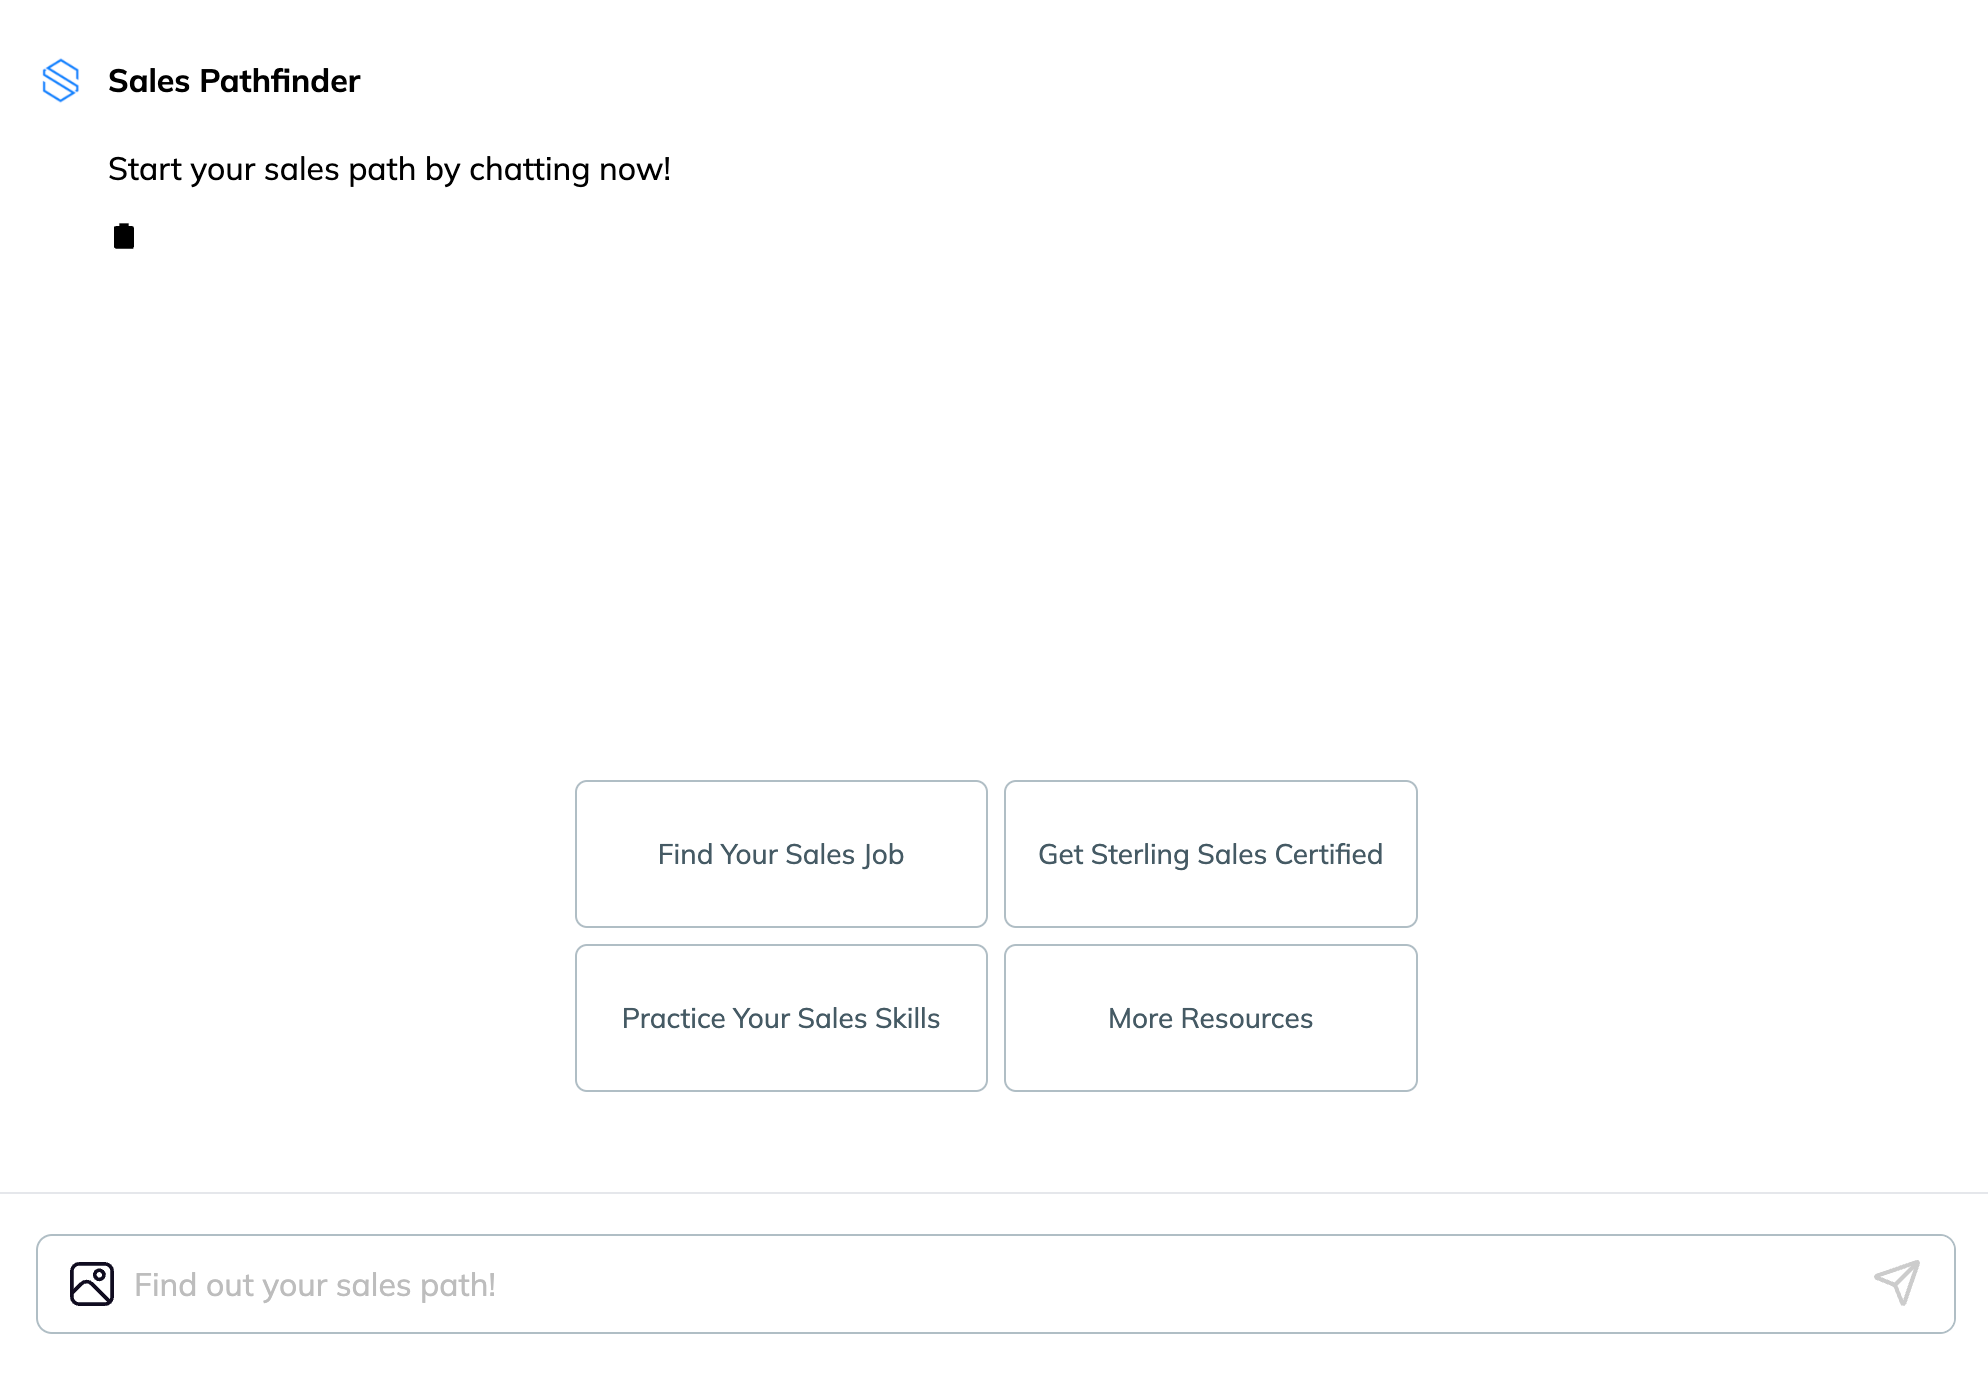 Sales Pathfinder
Start your sales path by chatting now!
Find Your Sales Job
Get Sterling Sales Certified
Practice Your Sales Skills
More Resources
Find out your sales path!